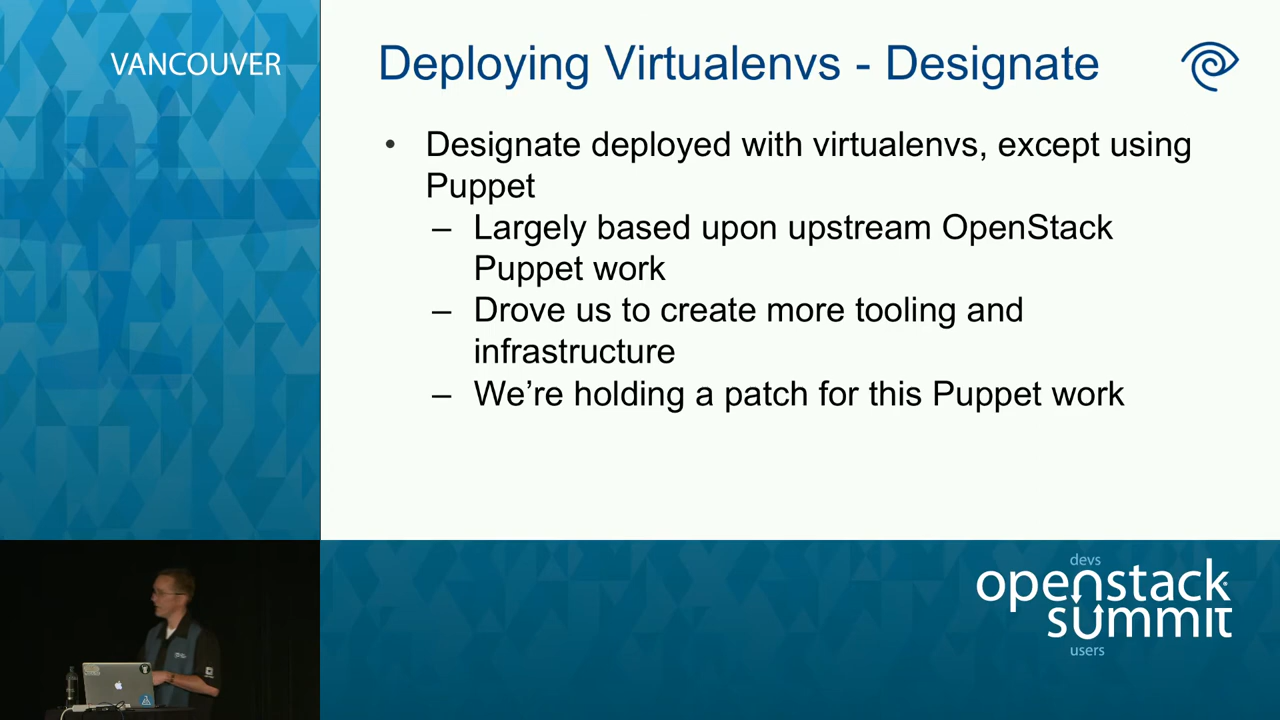 VANCOUVER
Deploying Virtualenvs - Designate
• Designate deployed with virtualenvs, except using
Puppet
– Largely based upon upstream OpenStack
Puppet work
– Drove us to create more tooling and
infrastructure
– We’re holding a patch for this Puppet work
devs
openstack
summit
users